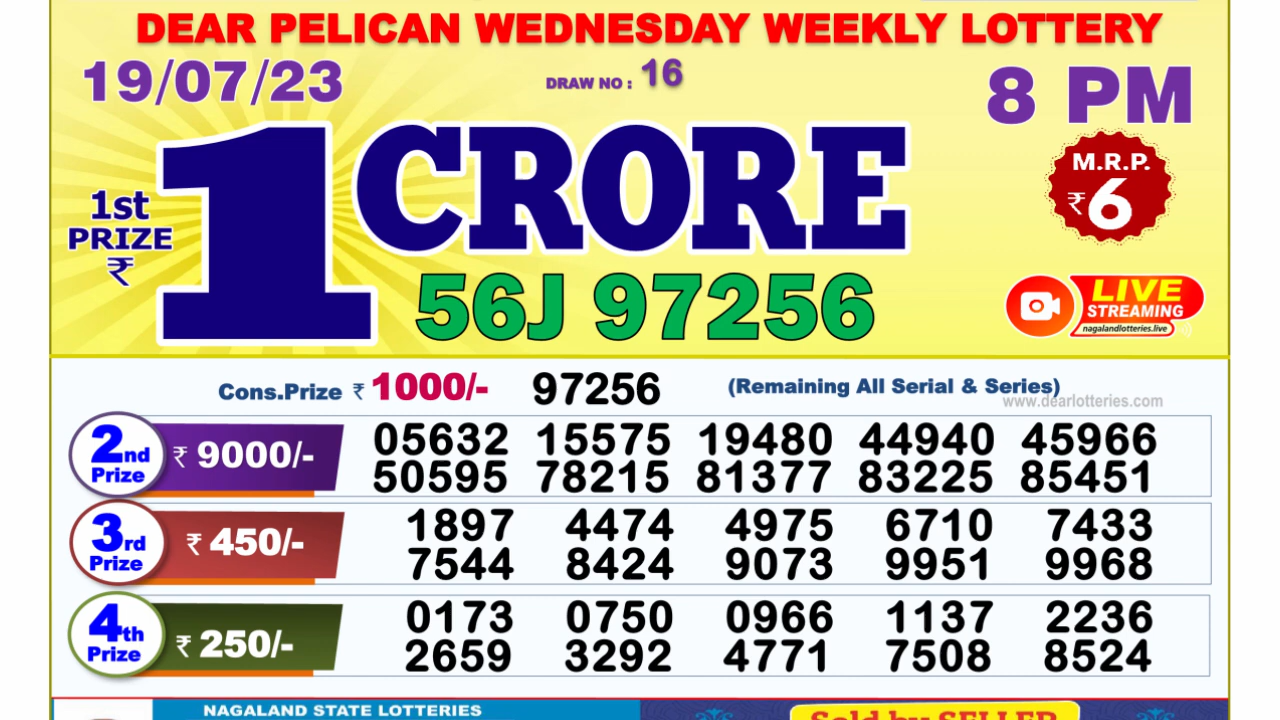 DEAR PELICAN WEDNESDAY WEEKLY LOTTERY
19/07/23
DRAW NO : 16
8 PM
1st
PRIZE
₹
1 CRORE
56J 97256
M.R.P.
₹6
LIVE
STREAMING
nagalandlotteries.live
Cons.Prize ₹ 1000/- 97256 (Remaining All Serial & Series)
www.dearlotteries.com
2nd Prize ₹ 9000/-
05632 15575 19480 44940 45966
50595 78215 81377 83225 85451
3rd Prize ₹ 450/-
1897 4474 4975 6710 7433
7544 8424 9073 9951 9968
4th Prize ₹ 250/-
0173 0750 0966 1137 2236
2659 3292 4771 7508 8524
NAGALAND STATE LOTTERIES
Sold by SELLER